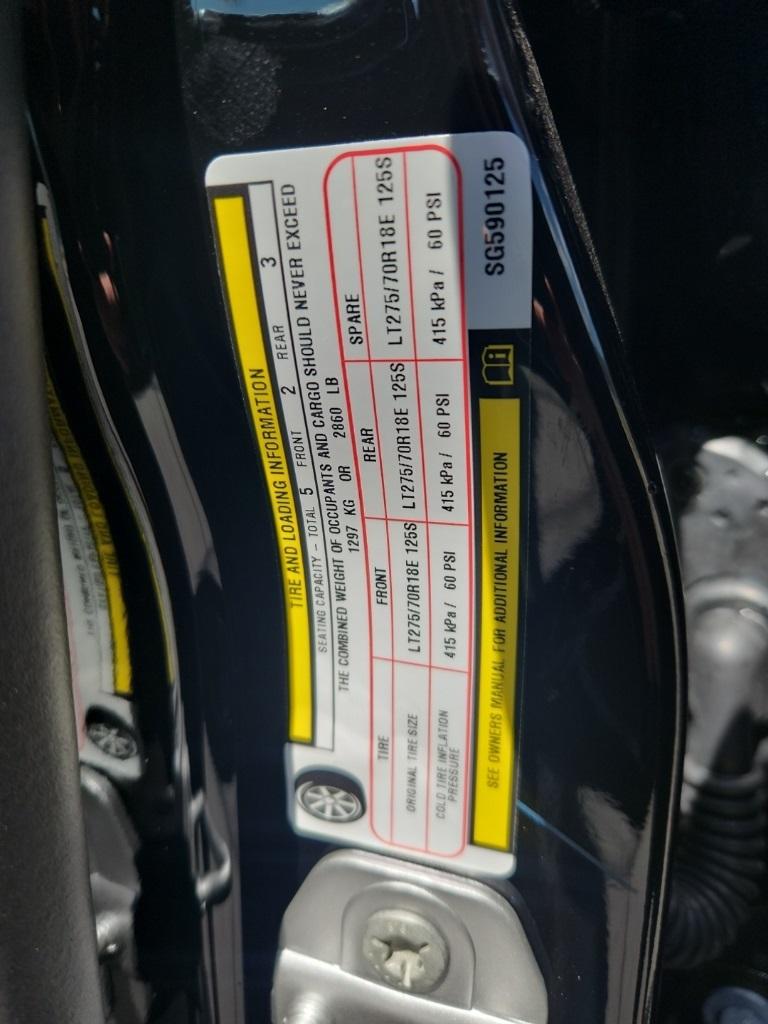 TIRE AND LOADING INFORMATION
SEATING CAPACITY - TOTAL 5 FRONT 2 REAR 3
THE COMBINED WEIGHT OF OCCUPANTS AND CARGO SHOULD NEVER EXCEED
1297 KG OR 2860 LB
TIRE FRONT REAR SPARE
ORIGINAL TIRE SIZE LT275/70R18E 125S LT275/70R18E 125S LT275/70R18E 125S
COLD TIRE INFLATION PRESSURE 415 kPa / 60 PSI 415 kPa / 60 PSI 415 kPa / 60 PSI
SEE OWNERS MANUAL FOR ADDITIONAL INFORMATION
SG590125